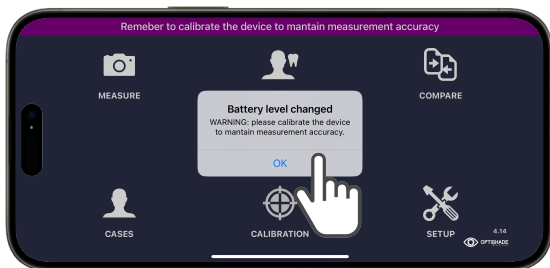 Remeber to calibrate the device to mantain measurement accuracy
MEASURE
COMPARE
Battery level changed
WARNING: please calibrate the device
to mantain measurement accuracy.
OK
CASES
CALIBRATION
SETUP
4.14
OPTISHADE